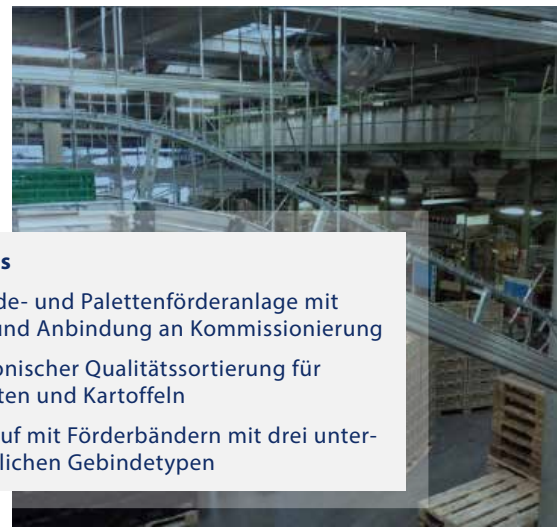 s
de- und Palettenförderanlage mit
und Anbindung an Kommissionierung
onischer Qualitätssortierung für
ten und Kartoffeln
uf mit Förderbändern mit drei unter-
lichen Gebindetypen